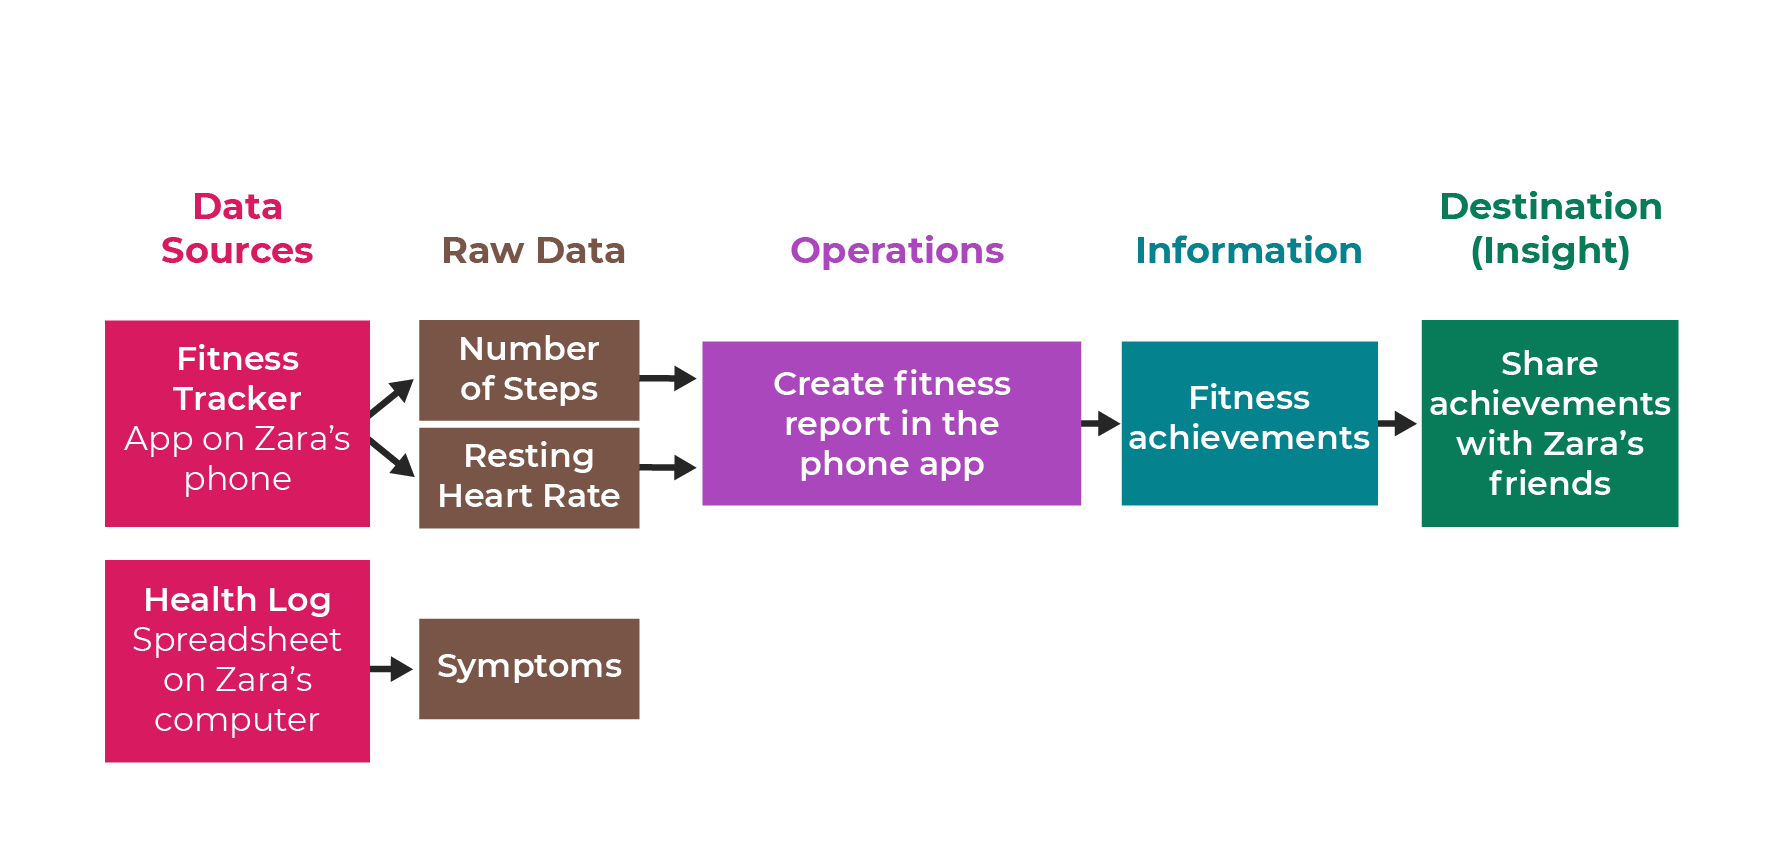 Data
Sources
Raw Data
Operations
Information
Destination
(Insight)
Fitness
Tracker
App on Zara’s
phone
Number
of Steps
Resting
Heart Rate
Create fitness
report in the
phone app
Fitness
achievements
Share
achievements
with Zara’s
friends
Health Log
Spreadsheet
on Zara’s
computer
Symptoms